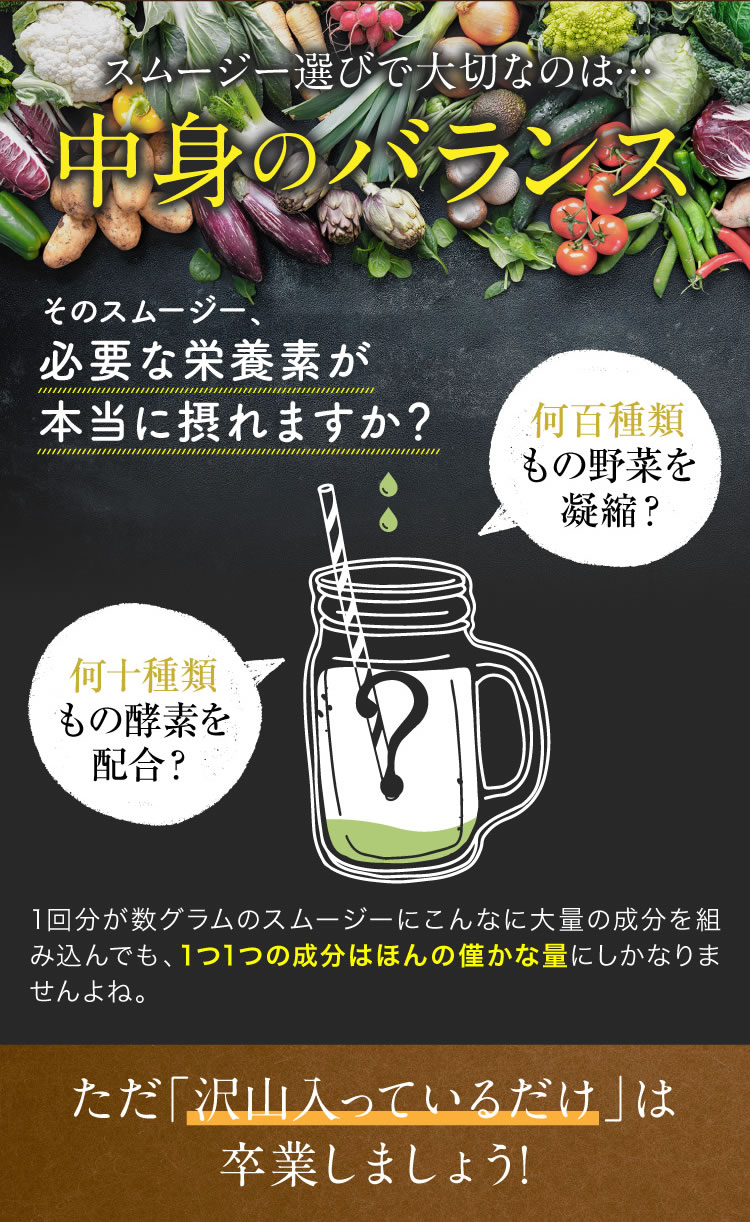 スムージー選びで大切なのは…
中身のバランス
そのスムージー、
必要な栄養素が
本当に摂れますか？
何百種類
もの野菜を
凝縮？
何十種類
もの酵素を
配合？
?
1回分が数グラムのスムージーにこんなに大量の成分を組
み込んでも、1つ1つの成分はほんの僅かな量にしかなりま
せんよね。
ただ「沢山入っているだけ」は
卒業しましょう!